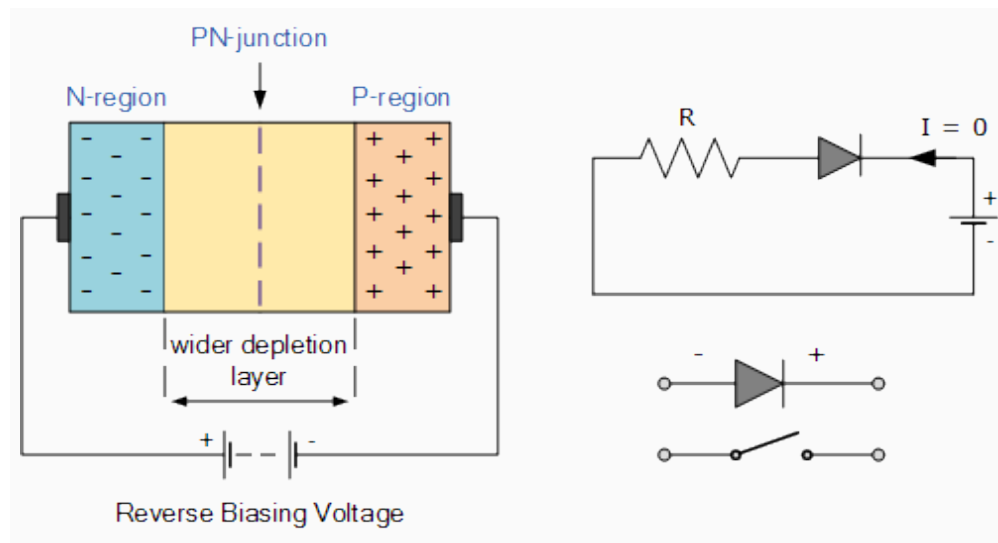 PN-junction
N-region
P-region
wider depletion
layer
+ -
Reverse Biasing Voltage
R
I = 0
+
-
- +